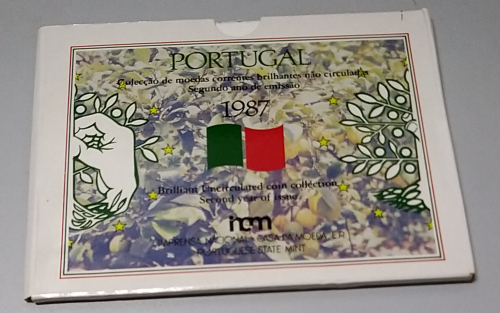 PORTUGAL
Colecção de moedas correntes brilhantes não circuladas
Segundo ano de emissão
1987
Brilliant Uncirculated coin collection
Second year of issue
incm
IMPRENSA NACIONAL - CASA DA MOEDA, E.P.
PORTUGUESE STATE MINT